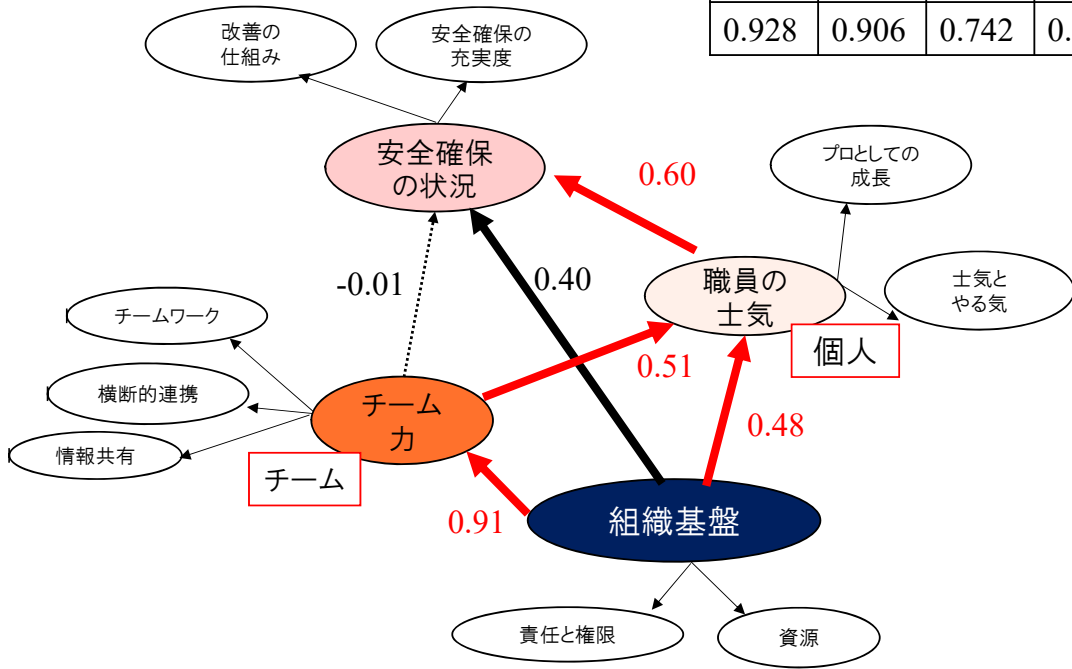 0.928 0.906 0.742 0.
改善の
仕組み
安全確保の
充実度
安全確保
の状況
プロとしての
成長
0.60
職員の
士気
士気と
やる気
個人
-0.01
0.40
チームワーク
0.51
横断的連携
チーム
力
0.48
情報共有
チーム
0.91
組織基盤
責任と権限
資源